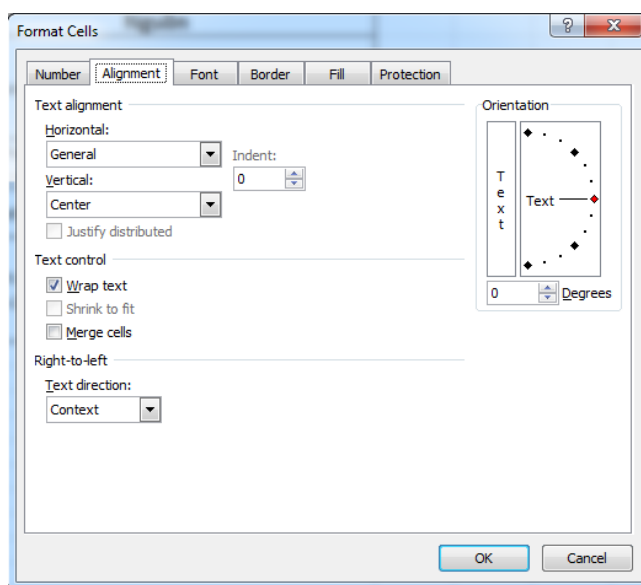 Format Cells
Number Alignment Font Border Fill Protection
Text alignment
Horizontal:
General
Indent:
0
Vertical:
Center
Justify distributed
Text control
Wrap text
Shrink to fit
Merge cells
Right-to-left
Text direction:
Context
Orientation
Text
Text
0 Degrees
OK Cancel